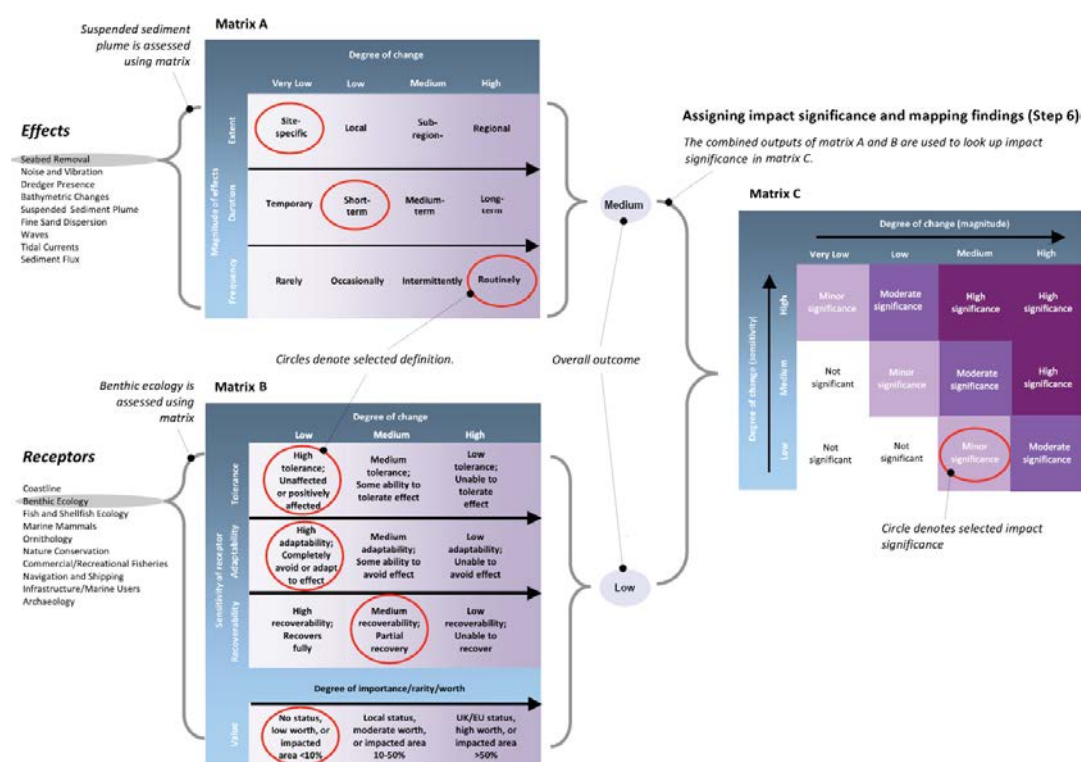 Suspended sediment
plume is assessed
using matrix
Matrix A
Degree of change
Very Low Low Medium High
Magnitude of effects
Extent
Site-
specific
Local
Sub-
region-
Regional
Duration
Temporary
Short-
term
Medium-
term
Long-
term
Frequency
Rarely
Occasionally
Intermittently
Routinely
Effects
Seabed Removal
Noise and Vibration
Dredger Presence
Bathymetric Changes
Suspended Sediment Plume
Fine Sand Dispersion
Waves
Tidal Currents
Sediment Flux
Circles denote selected definition.
Benthic ecology is
assessed using
matrix
Matrix B
Degree of change
Low Medium High
Sensitivity of receptor
Tolerance
High
tolerance;
Unaffected
or positively
affected
Medium
tolerance;
Some ability to
tolerate effect
Low
tolerance;
Unable to
tolerate
effect
Adaptability
High
adaptability;
Completely
avoid or adapt
to effect
Medium
adaptability;
Some ability to
avoid effect
Low
adaptability;
Unable to
avoid effect
Recoverability
High
recoverability;
Recovers
fully
Medium
recoverability;
Partial
recovery
Low
recoverability;
Unable to
recover
Degree of importance/rarity/worth
Value
No status,
low worth, or
impacted
area <10%
Local status,
moderate worth,
or impacted area
10-50%
UK/EU status,
high worth, or
impacted area
>50%
Receptors
Coastline
Benthic Ecology
Fish and Shellfish Ecology
Marine Mammals
Ornithology
Nature Conservation
Commercial/Recreational Fisheries
Navigation and Shipping
Infrastructure/Marine Users
Archaeology
Medium
Overall outcome
Low
Assigning impact significance and mapping findings (Step 6)
The combined outputs of matrix A and B are used to look up impact
significance in matrix C.
Matrix C
Degree of change (magnitude)
Very Low Low Medium High
Degree of change (sensitivity)
High
Minor
significance
Moderate
significance
High
significance
High
significance
Medium
Not
significant
Minor
significance
Moderate
significance
High
significance
Low
Not
significant
Not
significant
Minor
significance
Moderate
significance
Circle denotes selected impact
significance